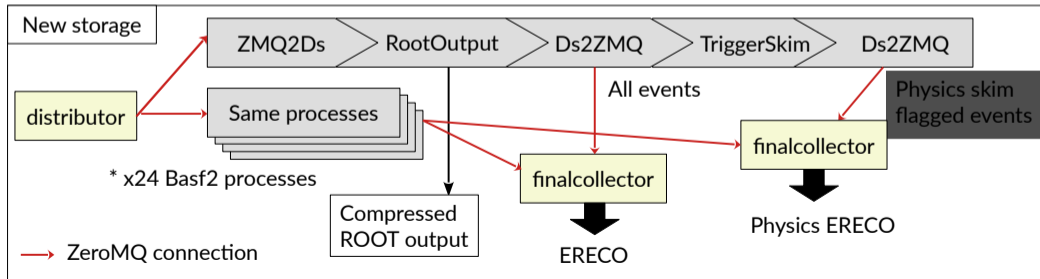 New storage
ZMQ2Ds
RootOutput
Ds2ZMQ
TriggerSkim
Ds2ZMQ
All events
Physics skim
flagged events
distributor
Same processes
finalcollector
finalcollector
* x24 Basf2 processes
Compressed
ROOT output
Physics ERECO
ERECO
ZeroMQ connection